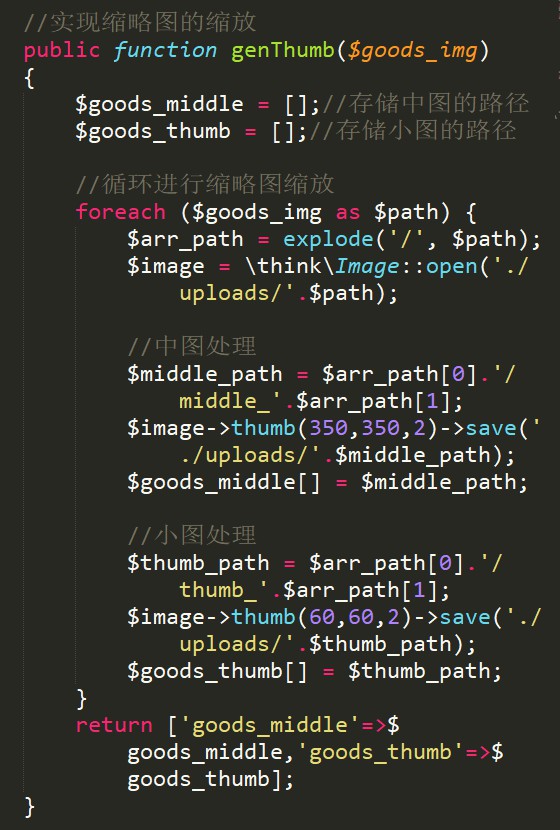 //实现缩略图的缩放
public function genThumb($goods_img)
{
$goods_middle = [];//存储中图的路径
$goods_thumb = [];//存储小图的路径
//循环进行缩略图缩放
foreach ($goods_img as $path) {
$arr_path = explode('/', $path);
$image = \think\Image::open('./
uploads/'.$path);
//中图处理
$middle_path = $arr_path[0].'/
middle_'.$arr_path[1];
$image->thumb(350,350,2)->save('
./uploads/'.$middle_path);
$goods_middle[] = $middle_path;
//小图处理
$thumb_path = $arr_path[0].'/
thumb_'.$arr_path[1];
$image->thumb(60,60,2)->save('./
uploads/'.$thumb_path);
$goods_thumb[] = $thumb_path;
}
return ['goods_middle'=>$
goods_middle,'goods_thumb'=>$
goods_thumb];
}